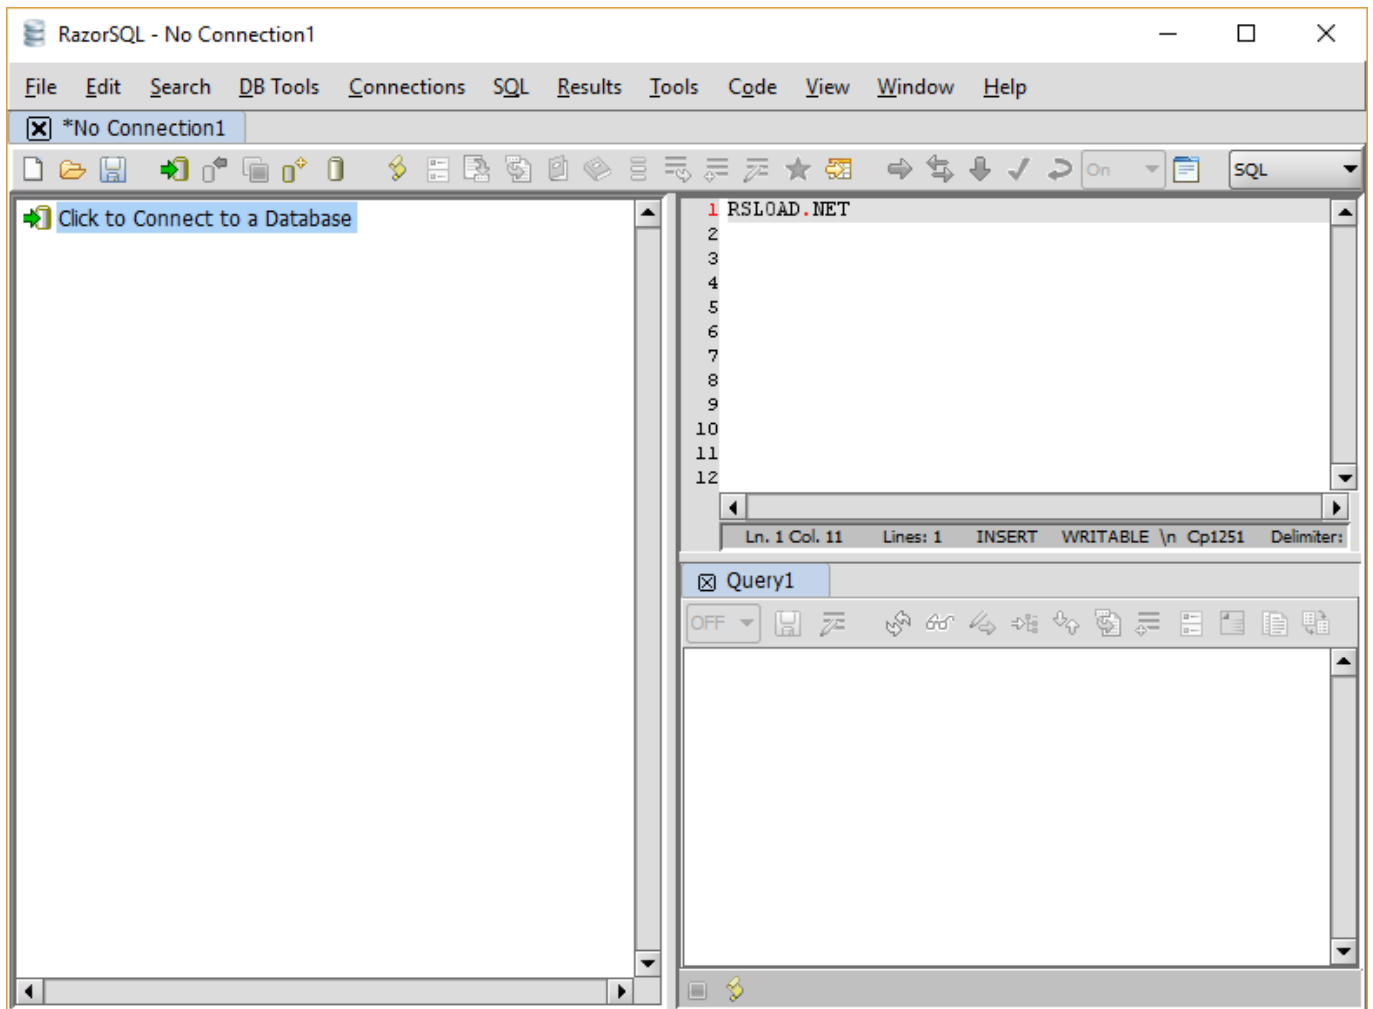 RazorSQL - No Connection1
File Edit Search DB Tools Connections SQL Results Tools Code View Window Help
*No Connection1
On SQL
Click to Connect to a Database
1 RSLOAD.NET
2
3
4
5
6
7
8
9
10
11
12
Ln. 1 Col. 11 Lines: 1 INSERT WRITABLE \n Cp1251 Delimiter:
Query1
OFF